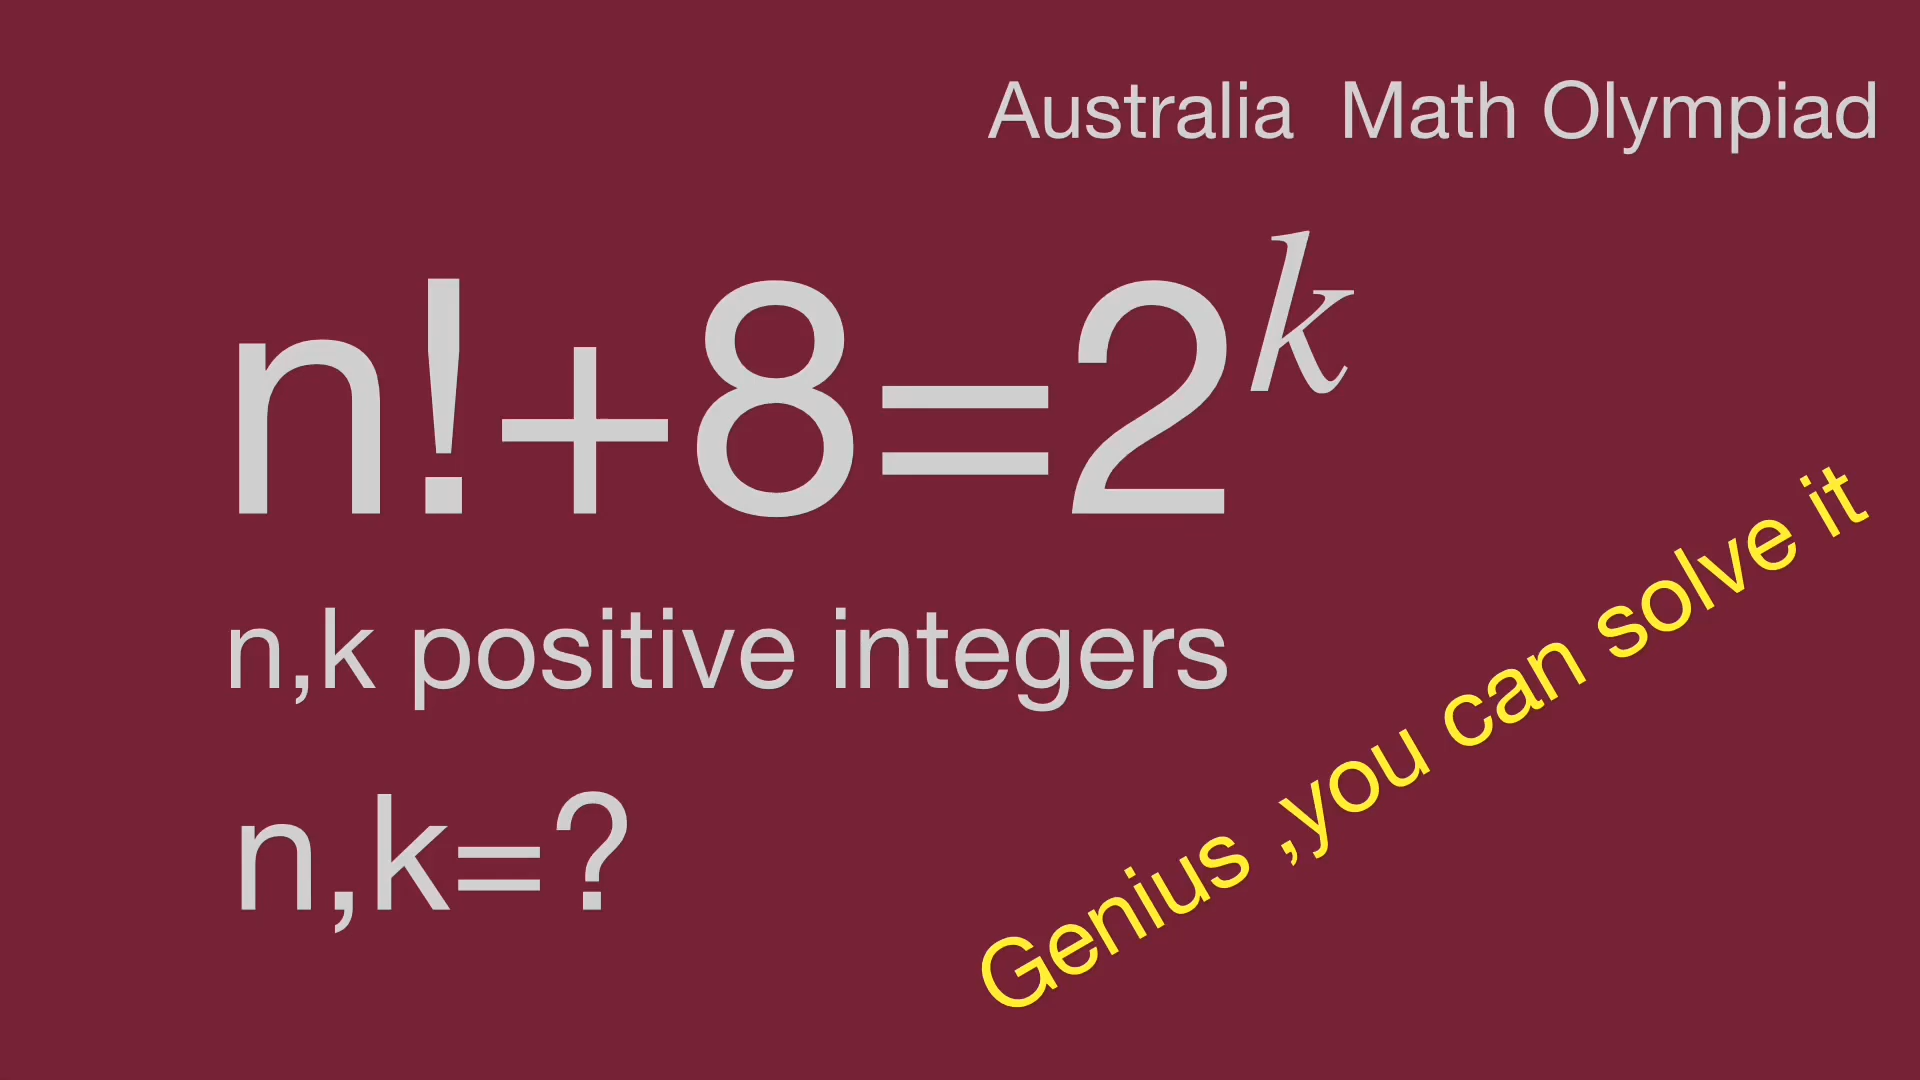 Australia  Math Olympiad
n!+8=2^k
n,k positive integers
n,k=?
Genius ,you can solve it